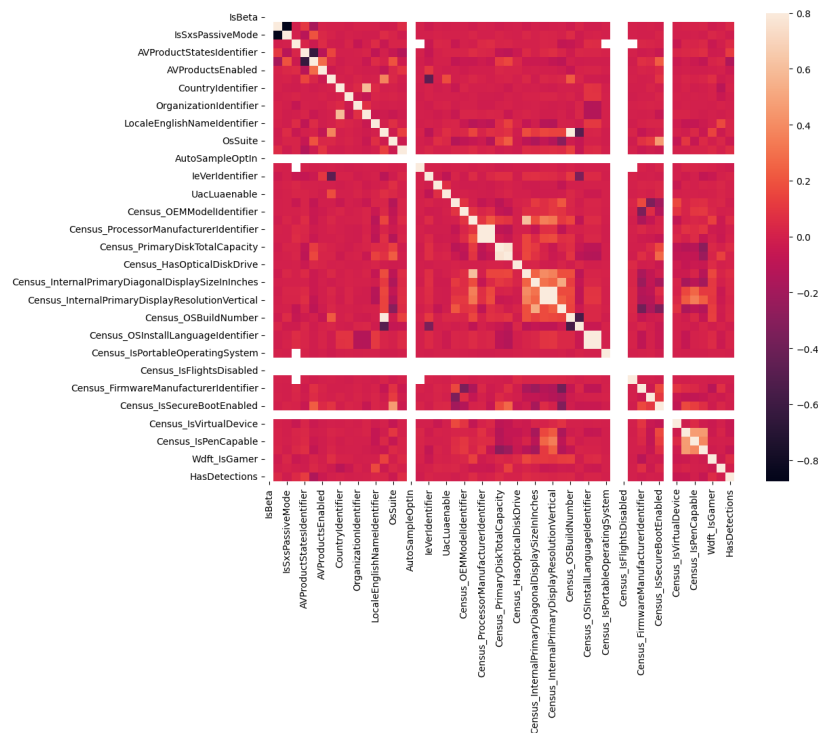 IsBeta
IsSxsPassiveMode
AVProductStatesIdentifier
AVProductsEnabled
CountryIdentifier
OrganizationIdentifier
LocaleEnglishNameIdentifier
OsSuite
AutoSampleOptIn
IeVerIdentifier
UacLuaenable
Census_OEMModelIdentifier
Census_ProcessorManufacturerIdentifier
Census_PrimaryDiskTotalCapacity
Census_HasOpticalDiskDrive
Census_InternalPrimaryDiagonalDisplaySizeInInches
Census_InternalPrimaryDisplayResolutionVertical
Census_OSBuildNumber
Census_OSInstallLanguageIdentifier
Census_IsPortableOperatingSystem
Census_IsFlightsDisabled
Census_FirmwareManufacturerIdentifier
Census_IsSecureBootEnabled
Census_IsVirtualDevice
Census_IsPenCapable
Wdft_IsGamer
HasDetections
IsBeta
IsSxsPassiveMode
AVProductStatesIdentifier
AVProductsEnabled
CountryIdentifier
OrganizationIdentifier
LocaleEnglishNameIdentifier
OsSuite
AutoSampleOptIn
IeVerIdentifier
UacLuaenable
Census_OEMModelIdentifier
Census_ProcessorManufacturerIdentifier
Census_PrimaryDiskTotalCapacity
Census_HasOpticalDiskDrive
Census_InternalPrimaryDiagonalDisplaySizeInInches
Census_InternalPrimaryDisplayResolutionVertical
Census_OSBuildNumber
Census_OSInstallLanguageIdentifier
Census_IsPortableOperatingSystem
Census_IsFlightsDisabled
Census_FirmwareManufacturerIdentifier
Census_IsSecureBootEnabled
Census_IsVirtualDevice
Census_IsPenCapable
Wdft_IsGamer
HasDetections
0.8
0.6
0.4
0.2
0.0
−0.2
−0.4
−0.6
−0.8